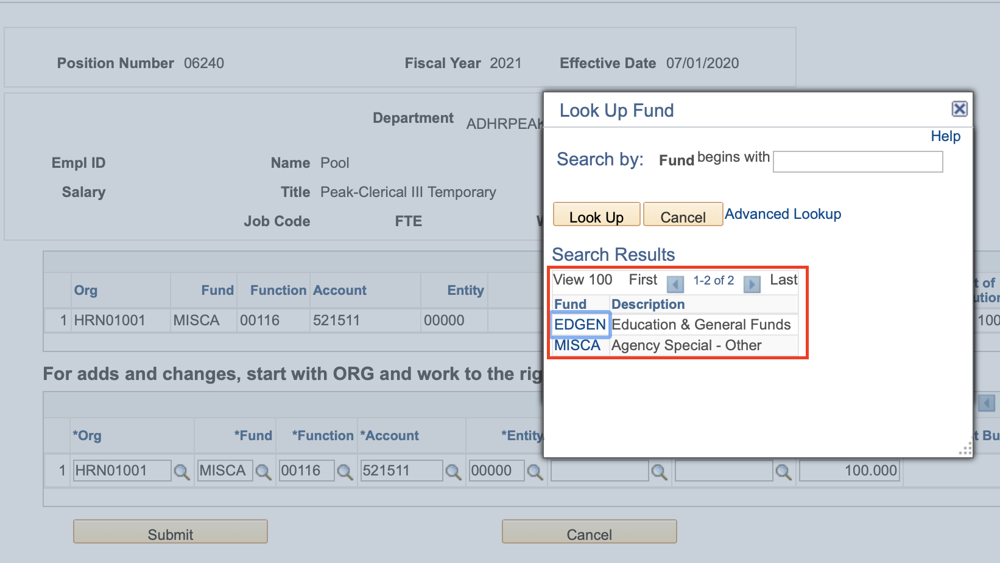 Position Number 06240 Fiscal Year 2021 Effective Date 07/01/2020
Department ADHRPEAK
Empl ID Name Pool
Salary Title Peak-Clerical III Temporary
Job Code FTE
Org Fund Function Account Entity
1 HRN01001 MISCA 00116 521511 00000
For adds and changes, start with ORG and work to the rig
*Org *Fund *Function *Account *Entity
1 HRN01001 MISCA 00116 521511 00000 100.000
Submit Cancel
Look Up Fund
Help
Search by: Fund begins with
Look Up Cancel Advanced Lookup
Search Results
View 100 First 1-2 of 2 Last
Fund Description
EDGEN Education & General Funds
MISCA Agency Special - Other
t of
ution
100
t Bu